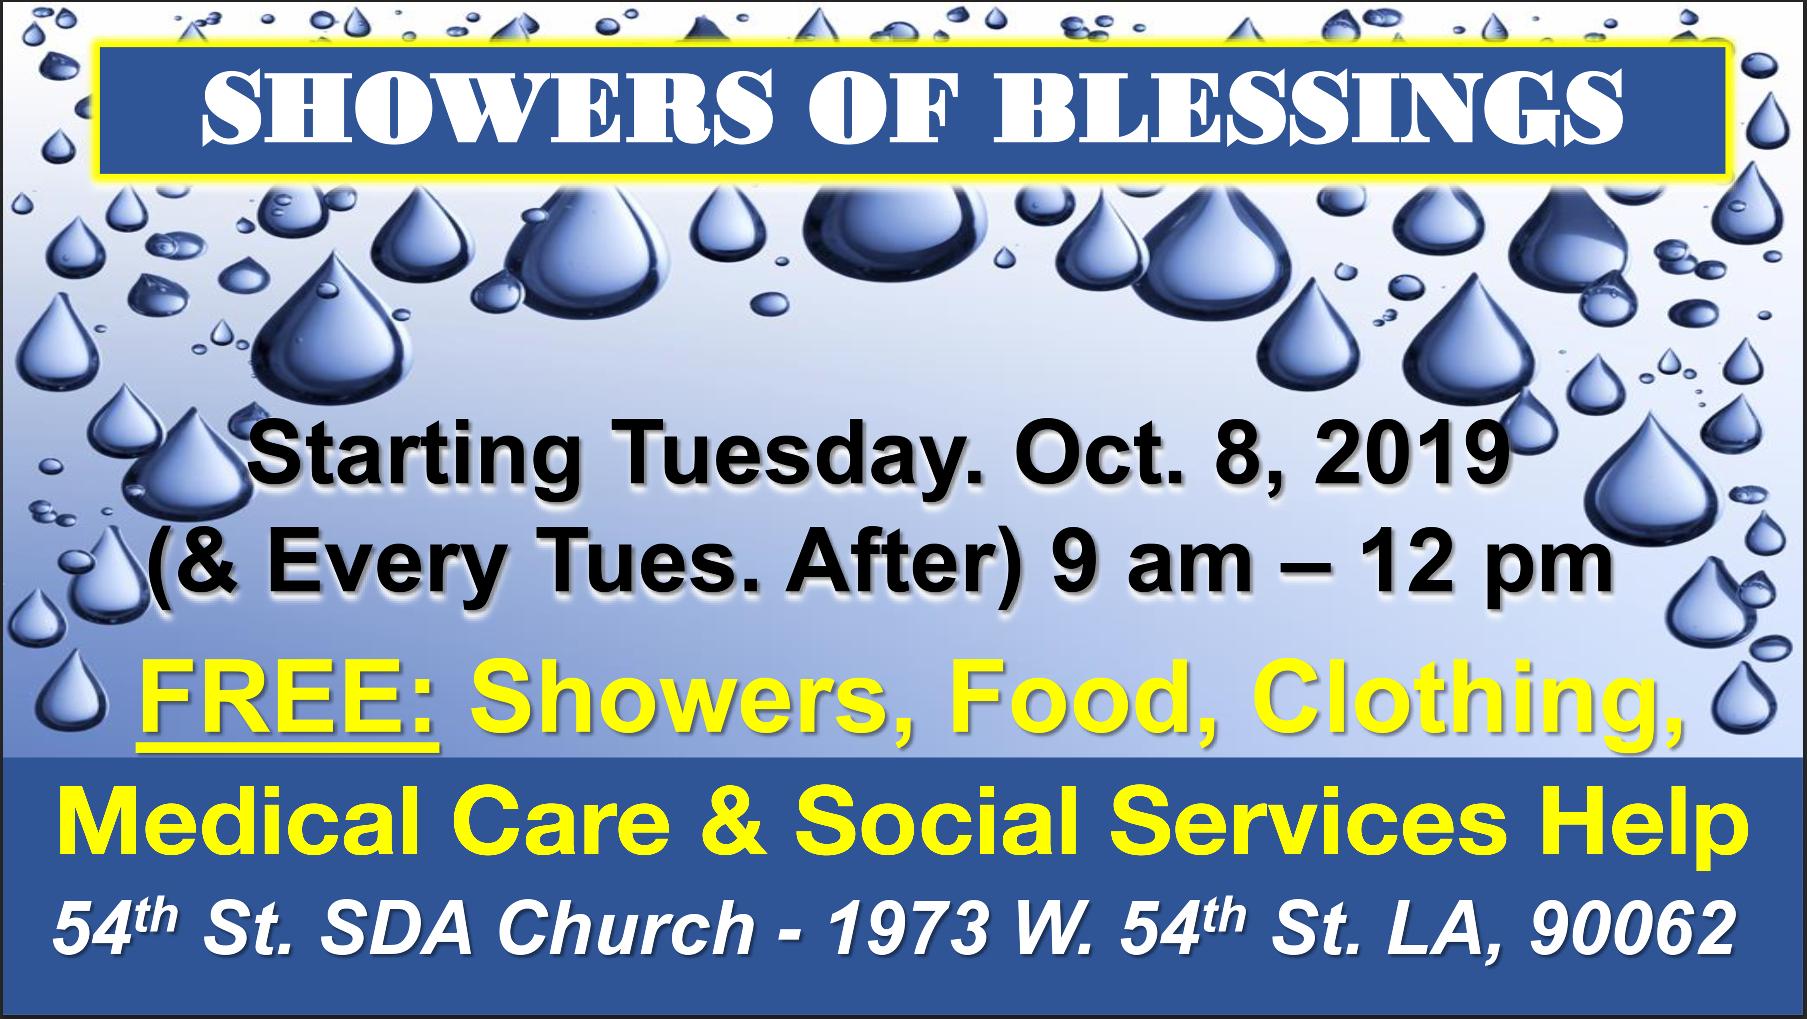 SHOWERS OF BLESSINGS
Starting Tuesday. Oct. 8, 2019
(& Every Tues. After) 9 am – 12 pm
FREE: Showers, Food, Clothing,
Medical Care & Social Services Help
54th St. SDA Church - 1973 W. 54th St. LA, 90062